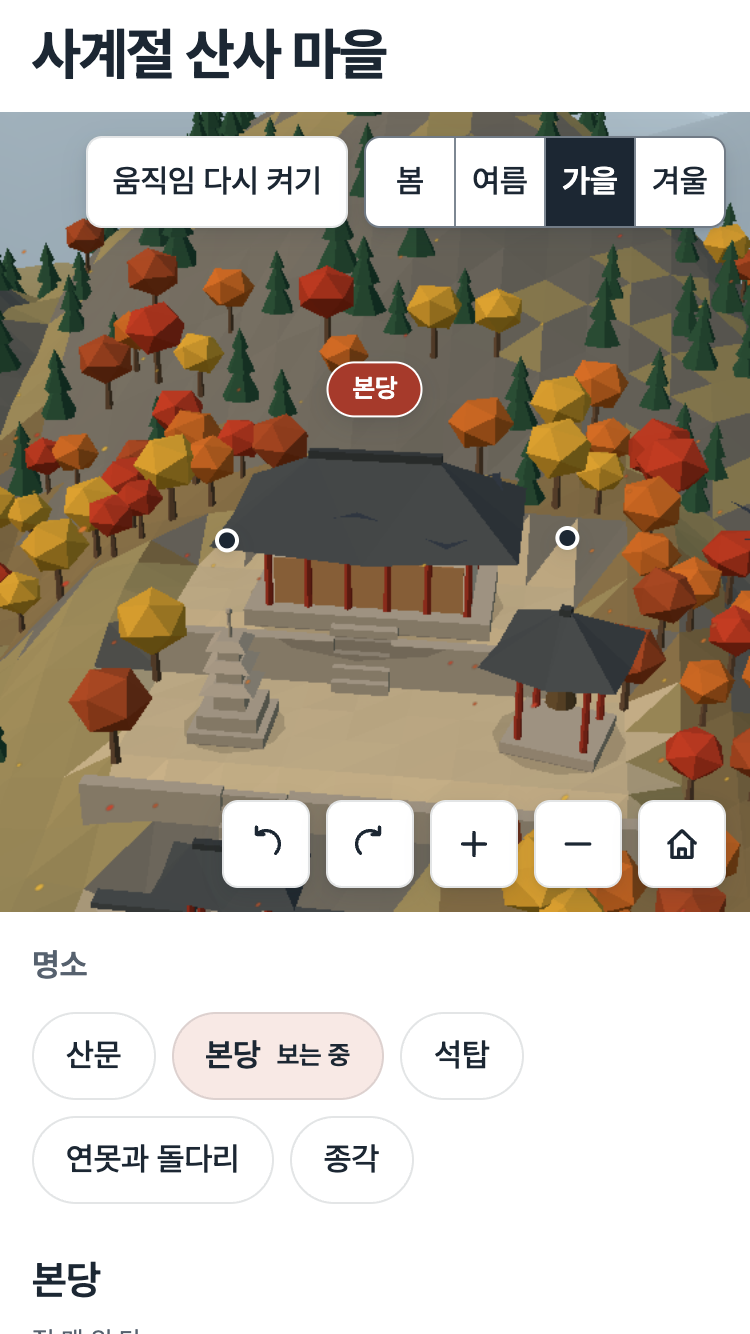 사계절 산사 마을
움직임 다시 켜기
봄 여름 가을 겨울
본당
명소
산문 본당 보는 중 석탑
연못과 돌다리 종각
본당